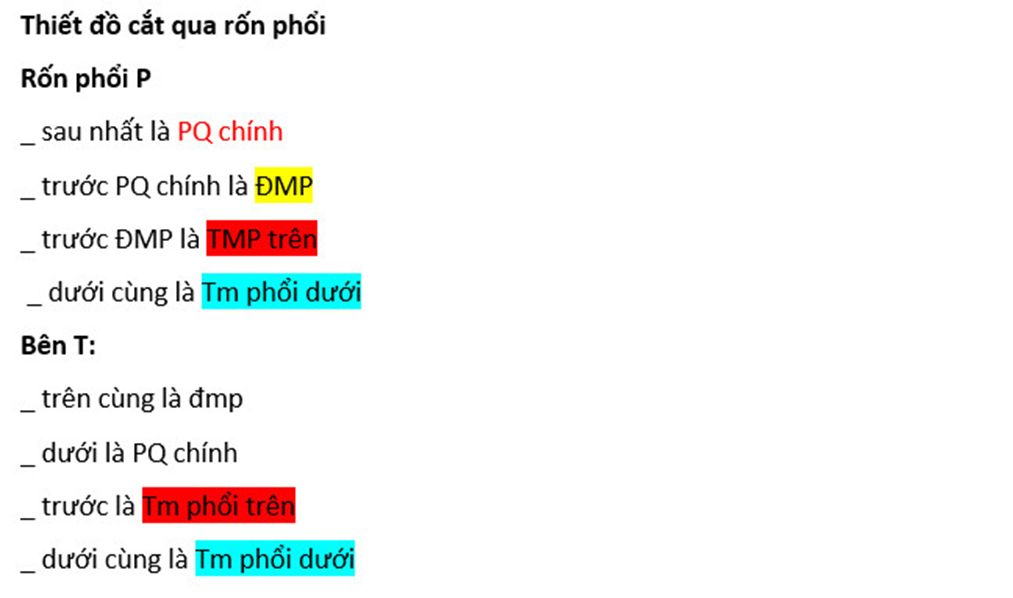 Thiết đồ cắt qua rốn phổi
Rốn phổi P
_ sau nhất là PQ chính
_ trước PQ chính là ĐMP
_ trước ĐMP là TMP trên
_ dưới cùng là Tm phổi dưới
Bên T:
_ trên cùng là đmp
_ dưới là PQ chính
_ trước là Tm phổi trên
_ dưới cùng là Tm phổi dưới